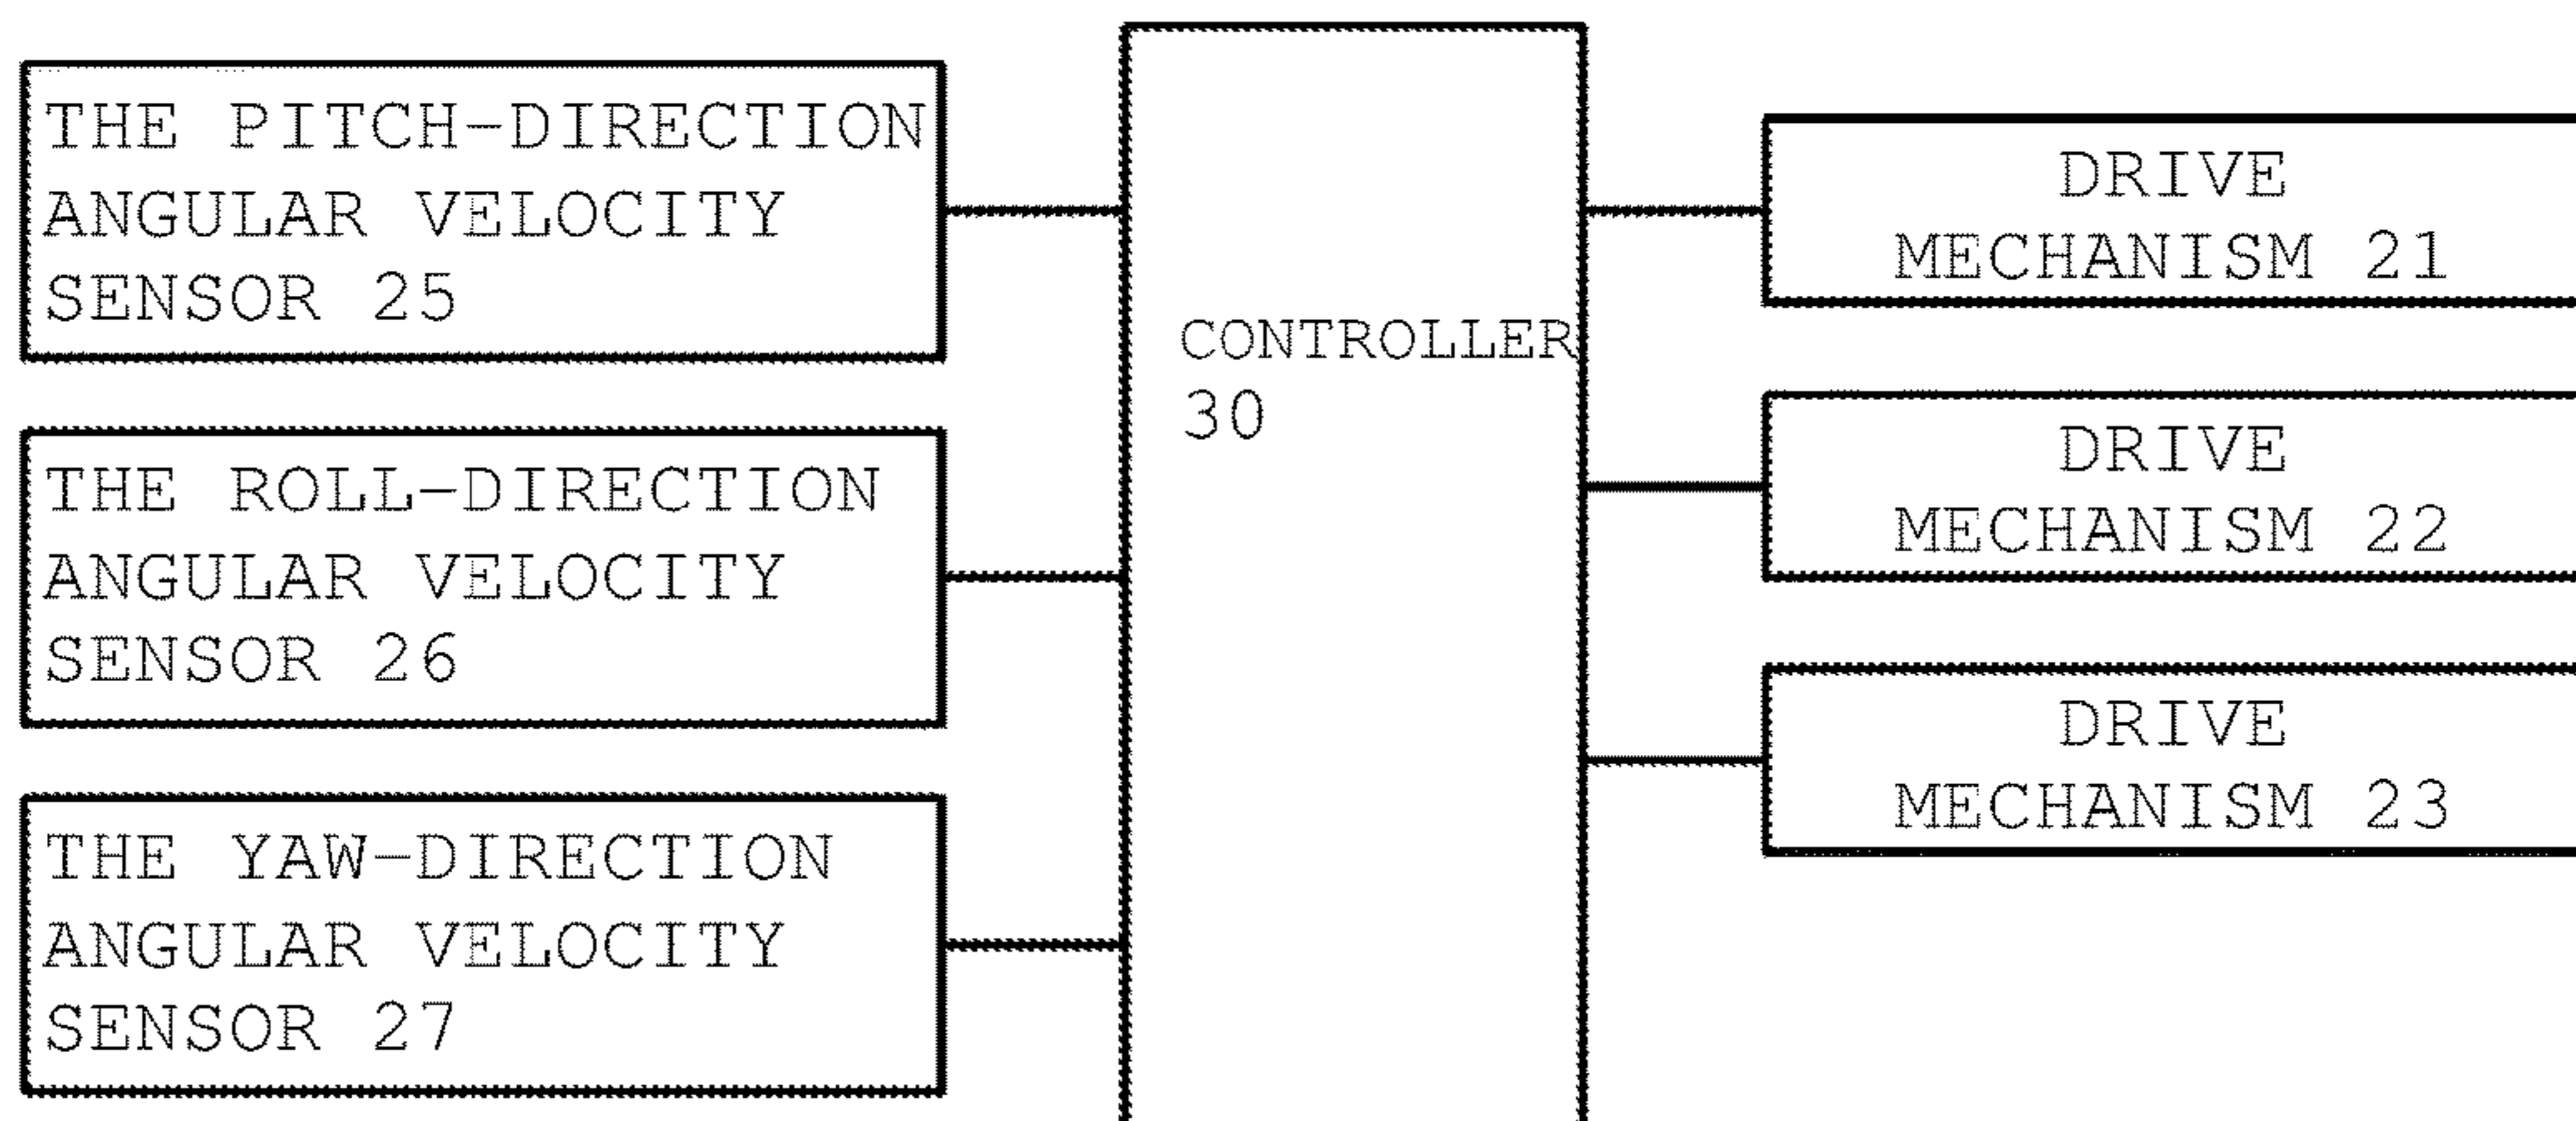 THE PITCH-DIRECTION
ANGULAR VELOCITY
SENSOR 25
THE ROLL-DIRECTION
ANGULAR VELOCITY
SENSOR 26
THE YAW-DIRECTION
ANGULAR VELOCITY
SENSOR 27
CONTROLLER
30
DRIVE
MECHANISM 21
DRIVE
MECHANISM 22
DRIVE
MECHANISM 23